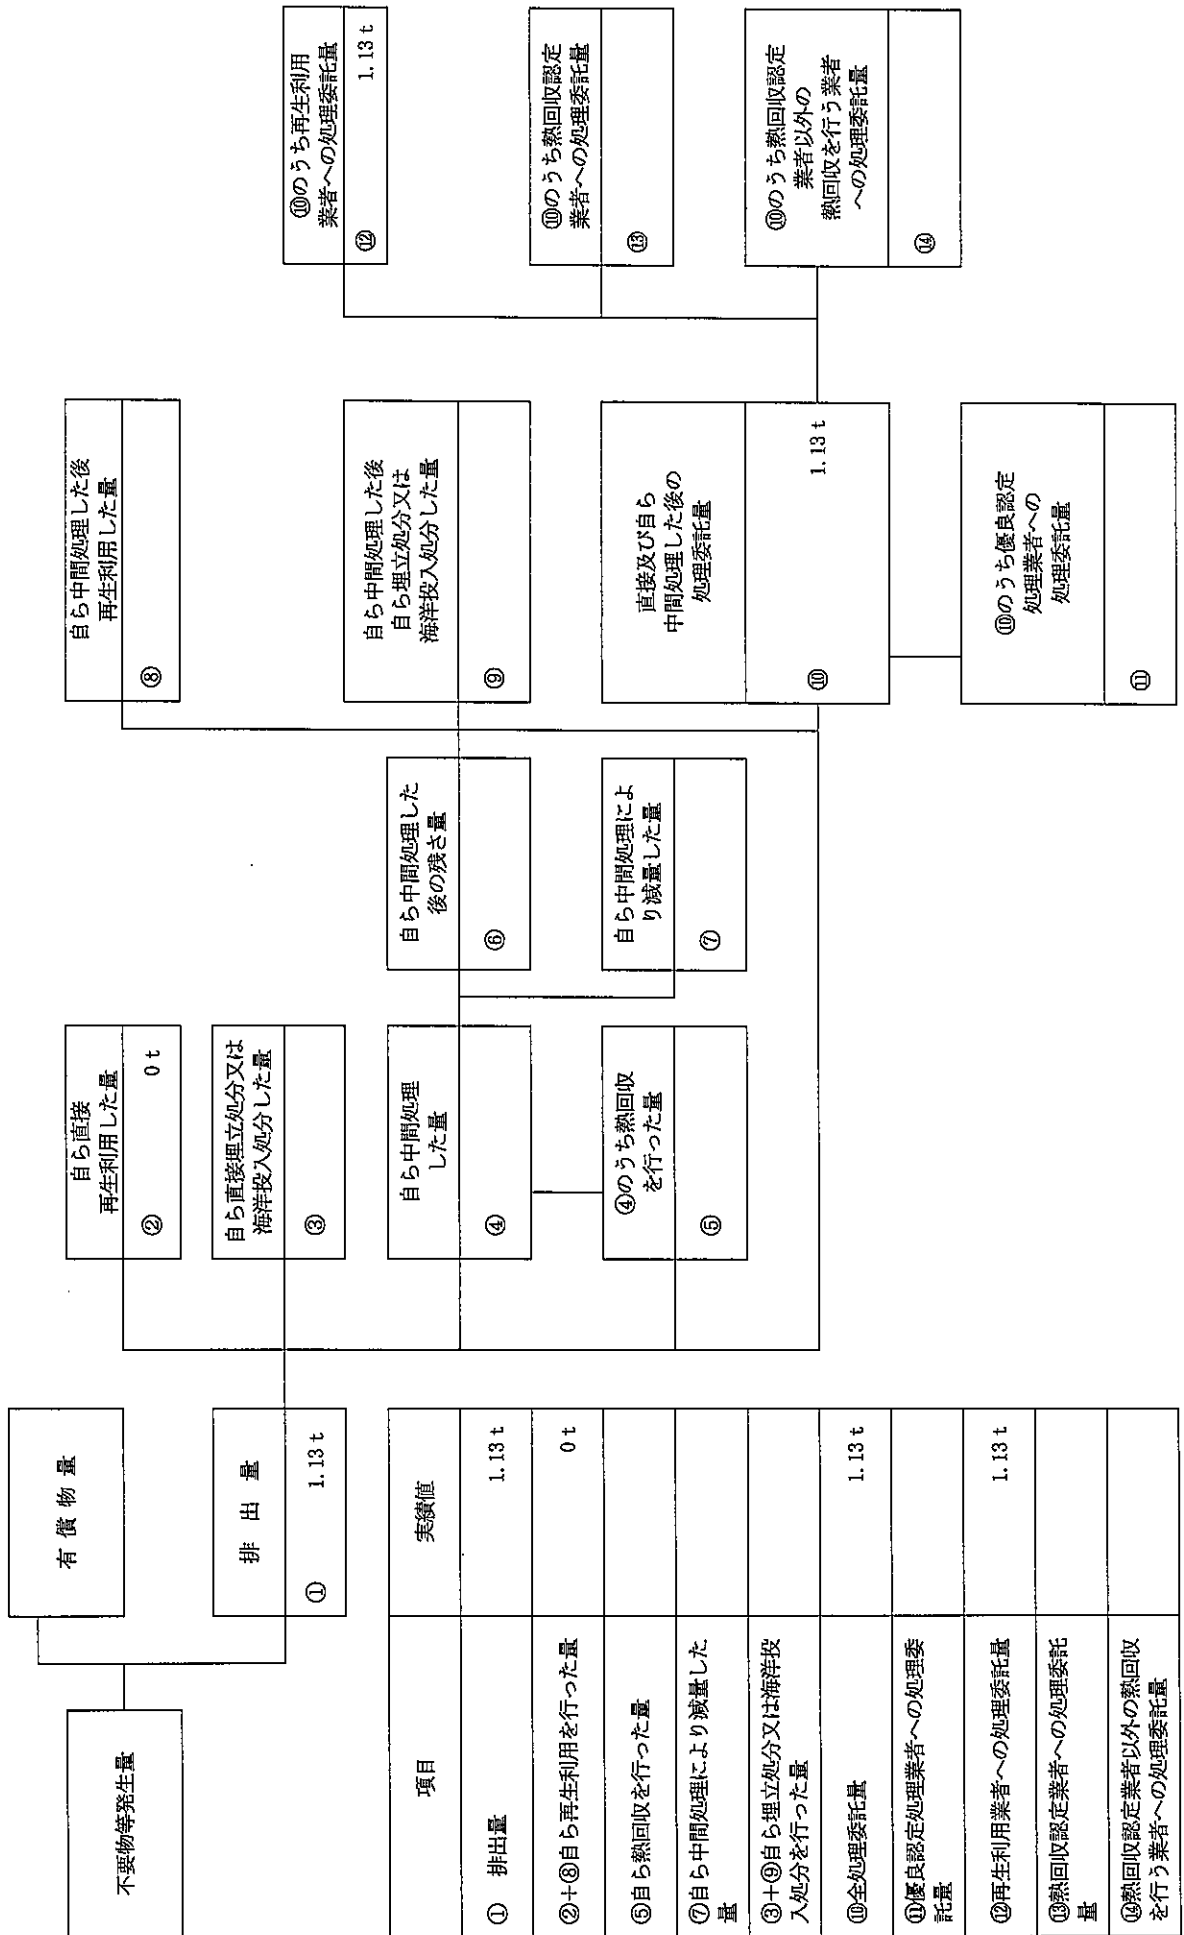 不要物等発生量
有 償 物 量
排 出 量
① 1.13 t
自ら直接
再生利用した量
② 0 t
自ら直接埋立処分又は
海洋投入処分した量
③
自ら中間処理
した量
④
④のうち熱回収
を行った量
⑤
自ら中間処理した
後の残さ量
⑥
自ら中間処理によ
り減量した量
⑦
自ら中間処理した後
再生利用した量
⑧
自ら中間処理した後
自ら埋立処分又は
海洋投入処分した量
⑨
直接及び自ら
中間処理した後の
処理委託量
⑩ 1.13 t
⑩のうち優良認定
処理業者への
処理委託量
⑪
⑩のうち再生利用
業者への処理委託量
⑫ 1.13 t
⑩のうち熱回収認定
業者への処理委託量
⑬
⑩のうち熱回収認定
業者以外の
熱回収を行う業者
への処理委託量
⑭
項目 実績値
① 排出量 1.13 t
②+⑧自ら再生利用を行った量 0 t
⑤自ら熱回収を行った量
⑦自ら中間処理により減量した
量
③+⑨自ら埋立処分又は海洋投
入処分を行った量
⑩全処理委託量 1.13 t
⑪優良認定処理業者への処理委
託量
⑫再生利用業者への処理委託量 1.13 t
⑬熱回収認定業者への処理委託
量
⑭熱回収認定業者以外の熱回収
を行う業者への処理委託量